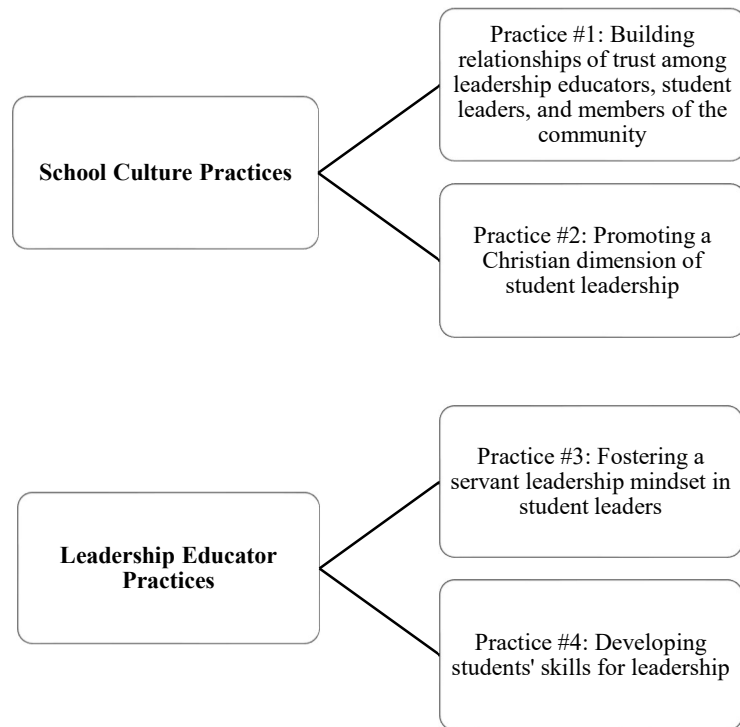 School Culture Practices
Practice #1: Building
relationships of trust among
leadership educators, student
leaders, and members of the
community
Practice #2: Promoting a
Christian dimension of
student leadership
Leadership Educator
Practices
Practice #3: Fostering a
servant leadership mindset in
student leaders
Practice #4: Developing
students' skills for leadership